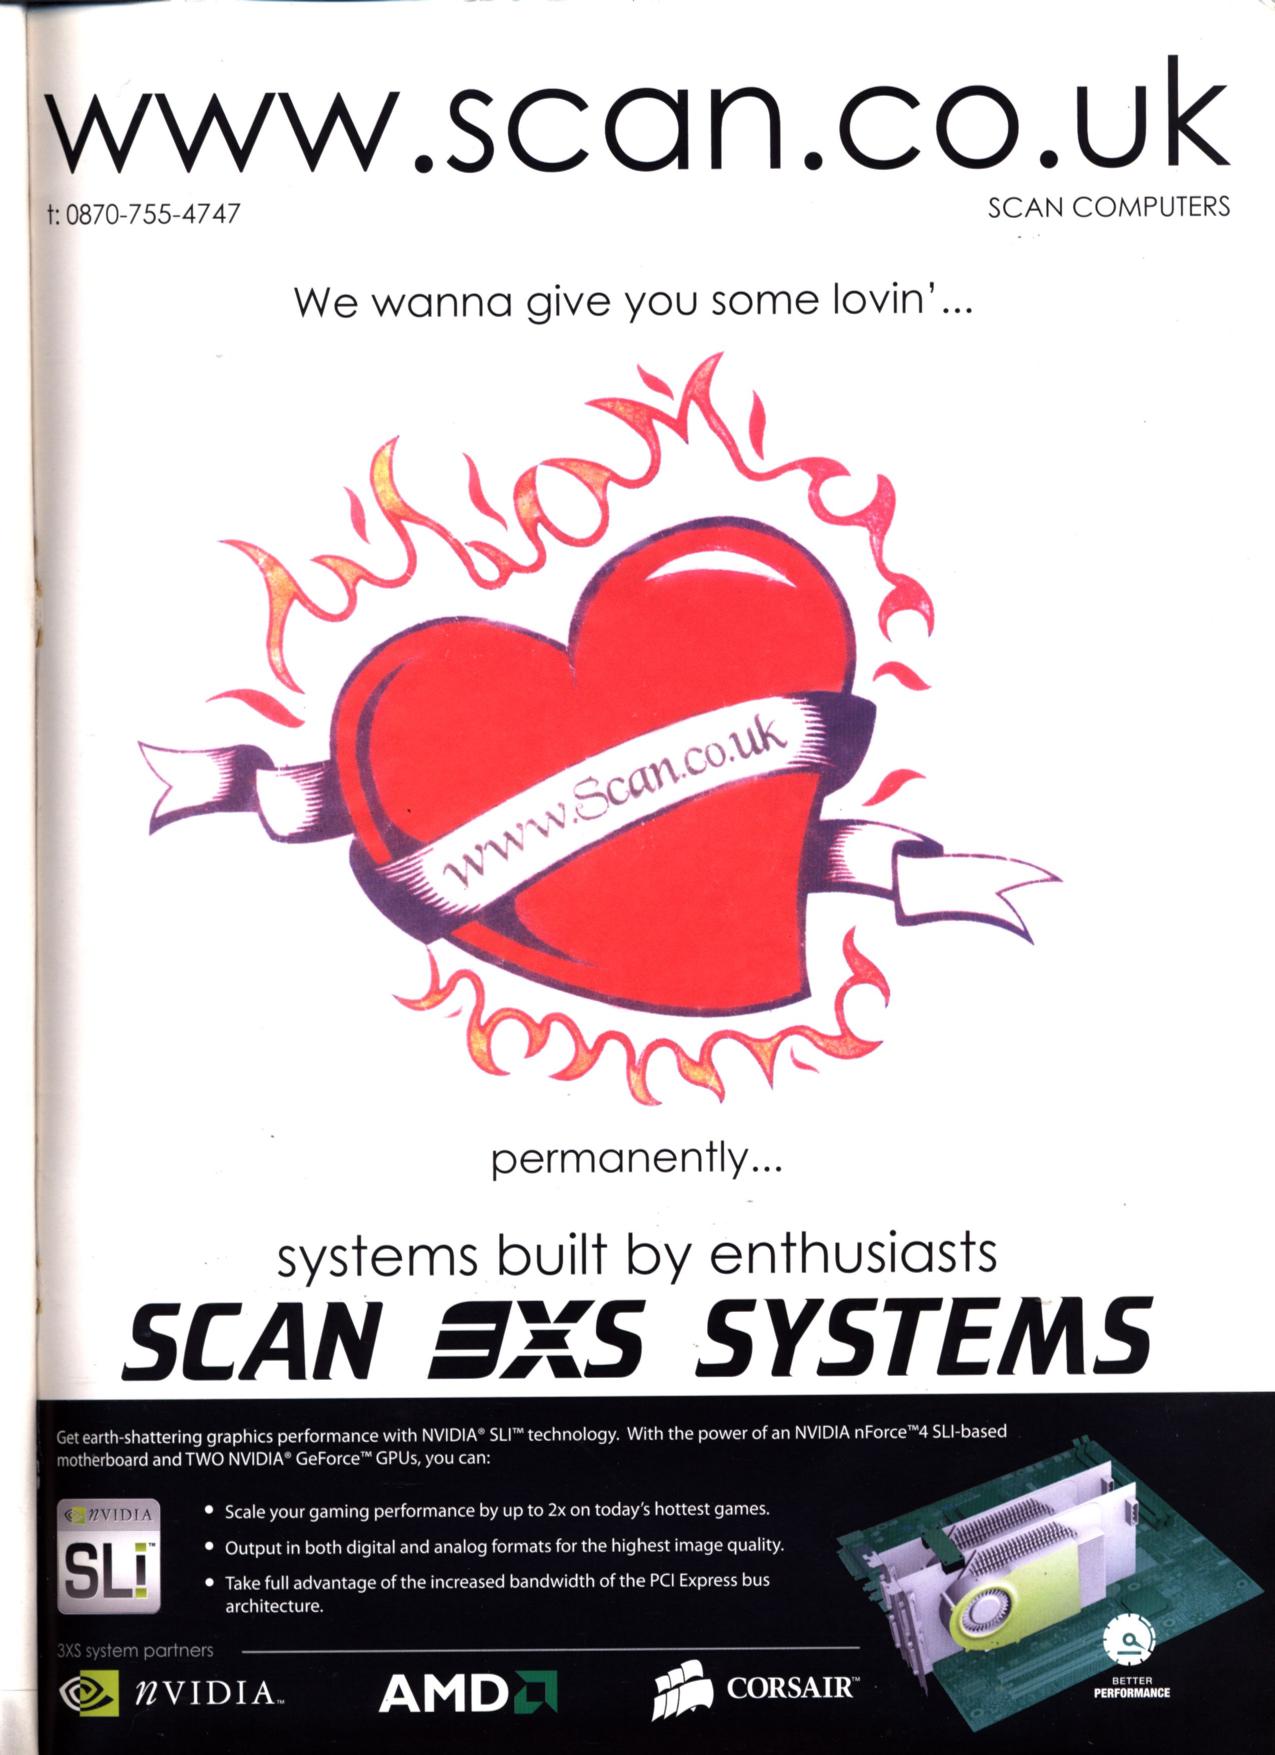 www.scan.co.uk
t: 0870-755-4747
SCAN COMPUTERS
We wanna give you some lovin'...
www.Scan.co.uk
permanently...
systems built by enthusiasts
SCAN 3XS SYSTEMS
Get earth-shattering graphics performance with NVIDIA® SLI™ technology. With the power of an NVIDIA nForce™4 SLI-based
motherboard and TWO NVIDIA® GeForce™ GPUs, you can:
nVIDIA
SLi™
• Scale your gaming performance by up to 2x on today's hottest games.
• Output in both digital and analog formats for the highest image quality.
• Take full advantage of the increased bandwidth of the PCI Express bus
architecture.
3XS system partners
nVIDIA™
AMD
CORSAIR™
BETTER
PERFORMANCE